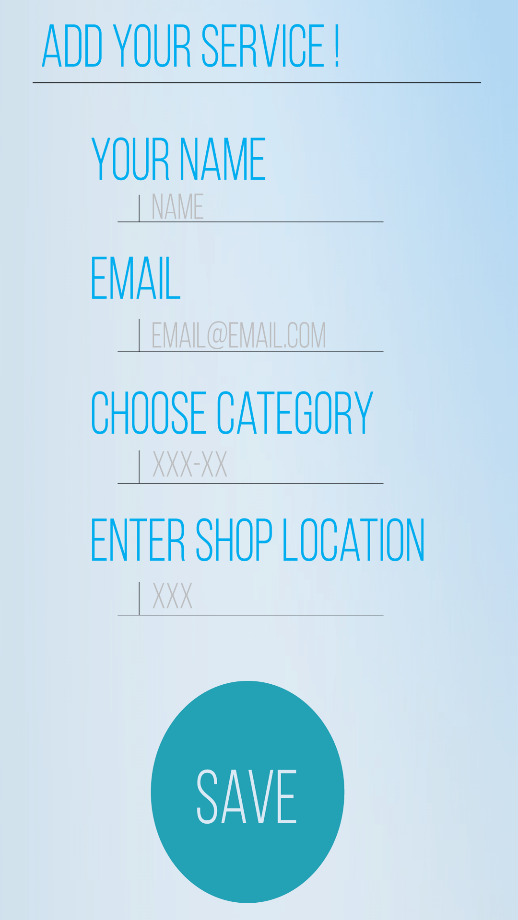 ADD YOUR SERVICE !
YOUR NAME
NAME
EMAIL
EMAIL@EMAIL.COM
CHOOSE CATEGORY
XXX-XX
ENTER SHOP LOCATION
XXX
SAVE